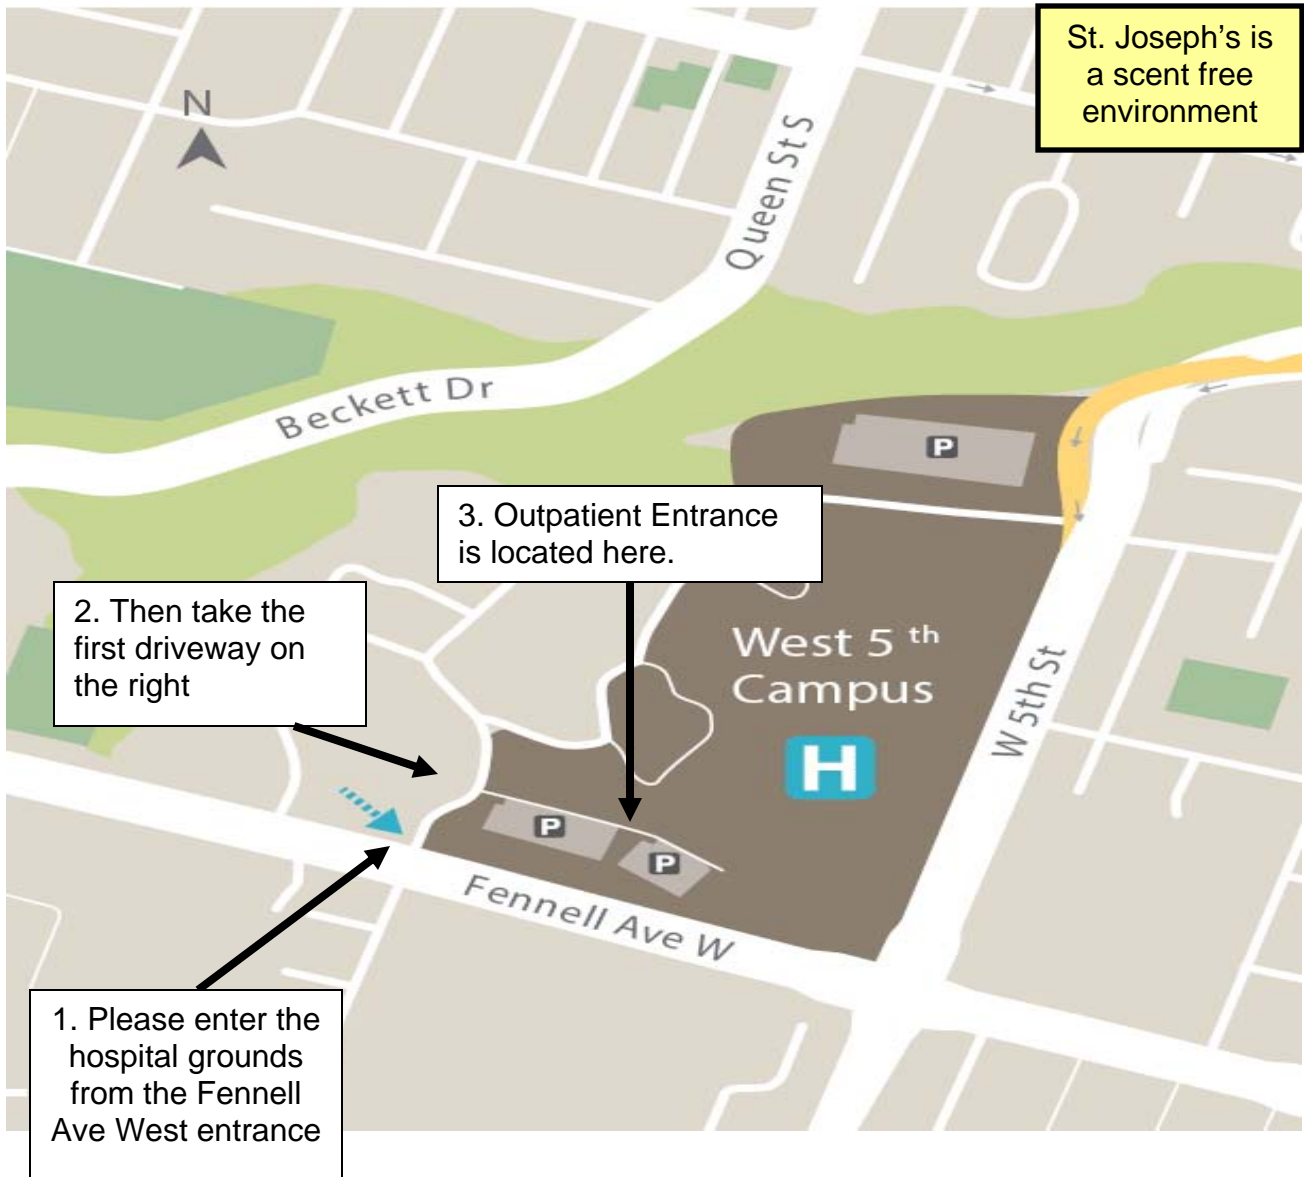 St. Joseph's is
a scent free
environment
N
Queen St S
Beckett Dr
P
3. Outpatient Entrance
is located here.
2. Then take the
first driveway on
the right
West 5 th
Campus
H
W 5th St
P
P
Fennell Ave W
1. Please enter the
hospital grounds
from the Fennell
Ave West entrance